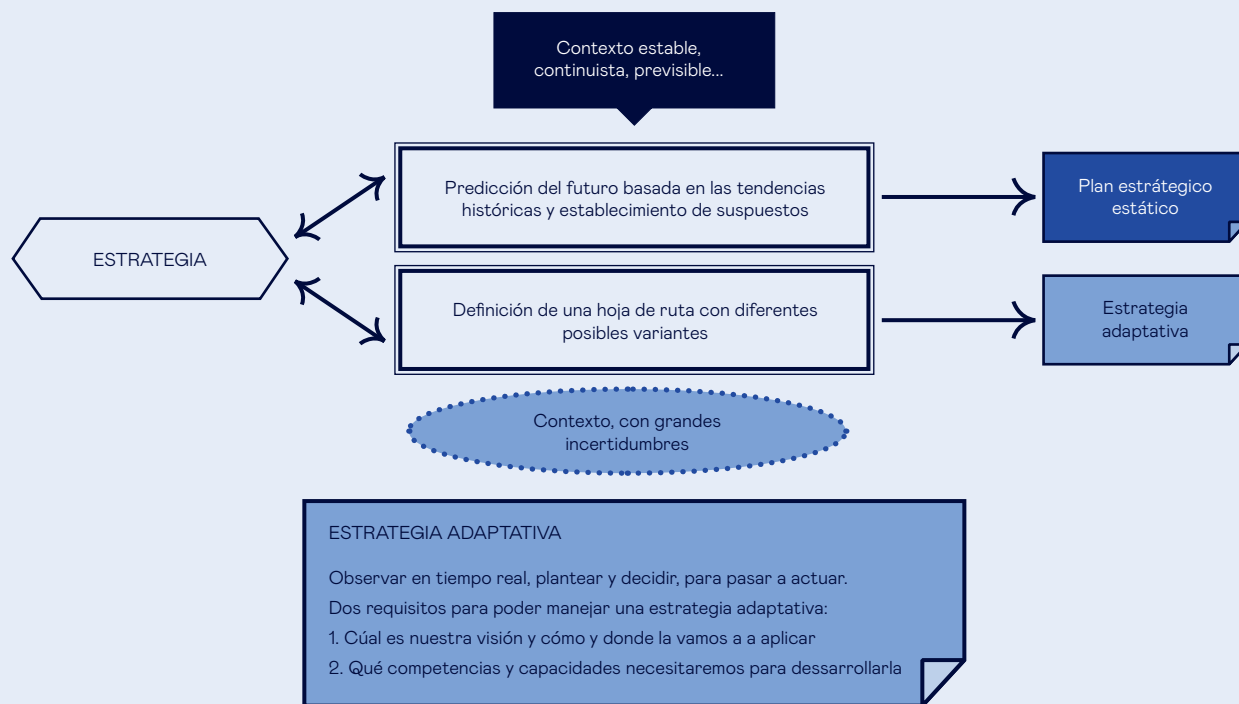 Contexto estable,
continuista, previsible...
Predicción del futuro basada en las tendencias
históricas y establecimiento de suspuestos
Plan estrátegico
estático
ESTRATEGIA
Definición de una hoja de ruta con diferentes
posibles variantes
Estrategia
adaptativa
Contexto, con grandes
incertidumbres
ESTRATEGIA ADAPTATIVA
Observar en tiempo real, plantear y decidir, para pasar a actuar.
Dos requisitos para poder manejar una estrategia adaptativa:
1. Cúal es nuestra visión y cómo y donde la vamos a a aplicar
2. Qué competencias y capacidades necesitaremos para dessarrollarla